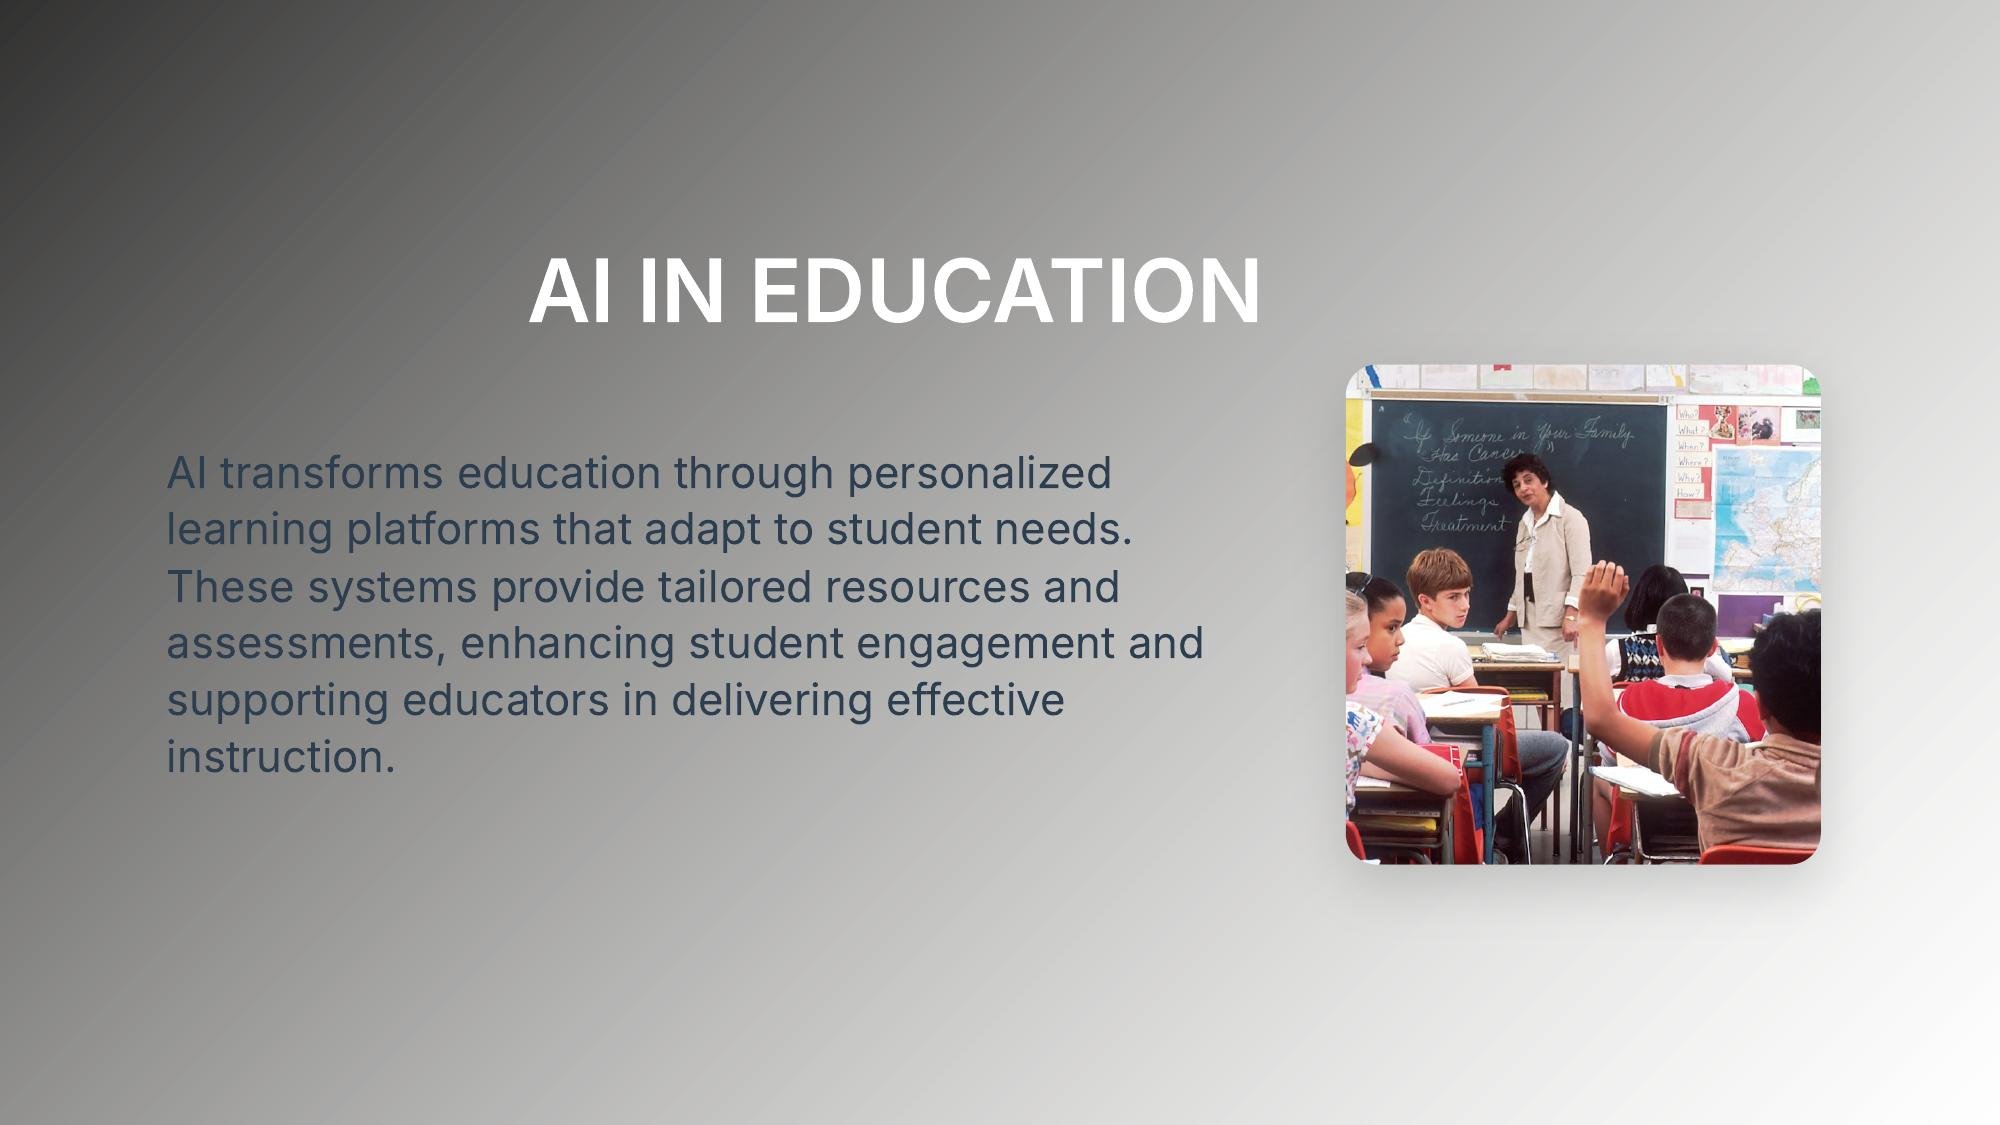 AI IN EDUCATION
AI transforms education through personalized
learning platforms that adapt to student needs.
These systems provide tailored resources and
assessments, enhancing student engagement and
supporting educators in delivering effective
instruction.
"If Someone in Your Family
Has Cancer"
Definition
Feelings
Treatment
Who?
What?
When?
Where?
Why?
How?